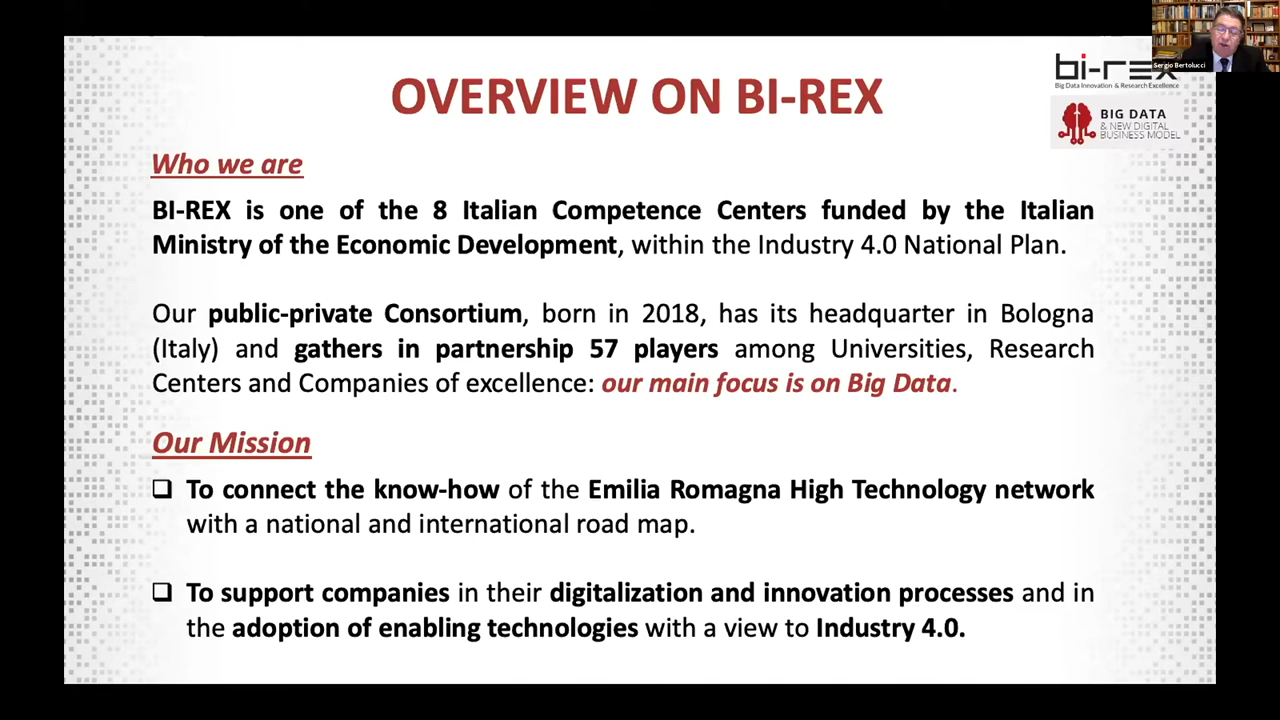 OVERVIEW ON BI-REX
Sergio Bertolucci
bi-rex
Big Data Innovation & Research Excellence
BIG DATA
& NEW DIGITAL
BUSINESS MODEL
Who we are
BI-REX is one of the 8 Italian Competence Centers funded by the Italian
Ministry of the Economic Development, within the Industry 4.0 National Plan.
Our public-private Consortium, born in 2018, has its headquarter in Bologna
(Italy) and gathers in partnership 57 players among Universities, Research
Centers and Companies of excellence: our main focus is on Big Data.
Our Mission
To connect the know-how of the Emilia Romagna High Technology network
with a national and international road map.
To support companies in their digitalization and innovation processes and in
the adoption of enabling technologies with a view to Industry 4.0.